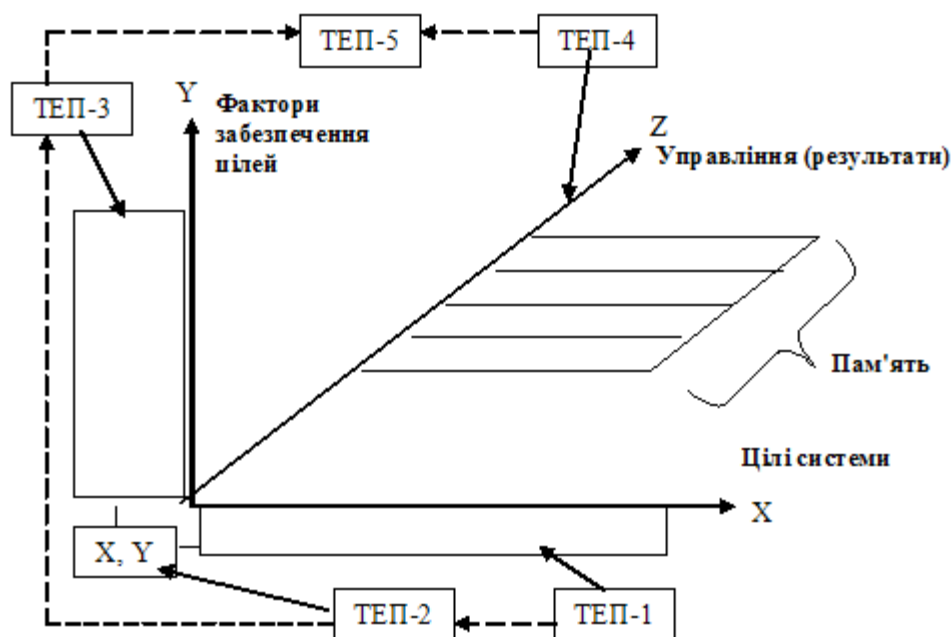 ТЕП-5
ТЕП-4
ТЕП-3
Y
Фактори
забезпечення
цілей
Z
Управління (результати)
Пам'ять
Цілі системи
X
X, Y
ТЕП-2
ТЕП-1